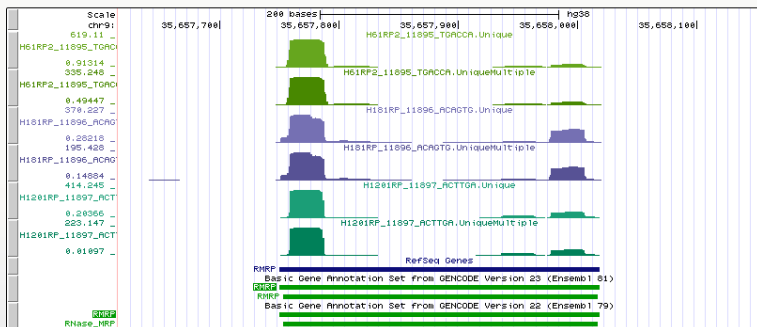 Scale 200 bases hg38
chr9: 35,657,700 35,657,800 35,657,900 35,658,000 35,658,100
619.11 _ H61RP2_11895_TGACCA.Unique
H61RP2_11895_TGACC
0.91314 _
335.248 _ H61RP2_11895_TGACCA.UniqueMultiple
H61RP2_11895_TGACC
0.49447 _
370.227 _ H181RP_11896_ACAGTG.Unique
H181RP_11896_ACAGT
0.28218 _
195.428 _ H181RP_11896_ACAGTG.UniqueMultiple
H181RP_11896_ACAGT
0.14884 _
414.245 _ H1201RP_11897_ACTTGA.Unique
H1201RP_11897_ACTT
0.20366 _
223.147 _ H1201RP_11897_ACTTGA.UniqueMultiple
H1201RP_11897_ACTT
0.01097 _
RefSeq Genes
RMRP
Basic Gene Annotation Set from GENCODE Version 23 (Ensembl 81)
RMRP
RMRP
Basic Gene Annotation Set from GENCODE Version 22 (Ensembl 79)
RMRP
RNase_MRP